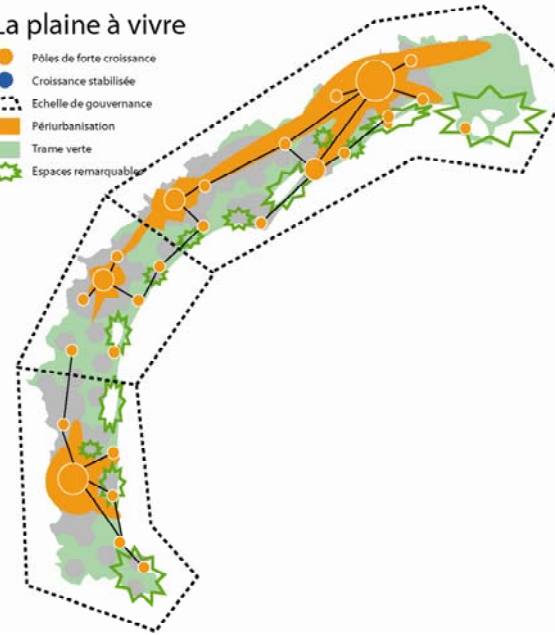 La plaine à vivre
Pôles de forte croissance
Croissance stabilisée
Echelle de gouvernance
Périurbanisation
Trame verte
Espaces remarquables